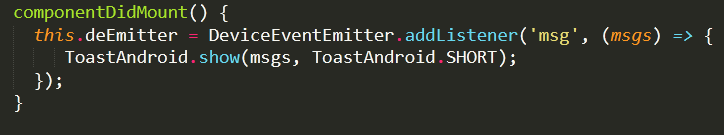 componentDidMount() {
  this.deEmitter = DeviceEventEmitter.addListener('msg', (msgs) => {
    ToastAndroid.show(msgs, ToastAndroid.SHORT);
  });
}